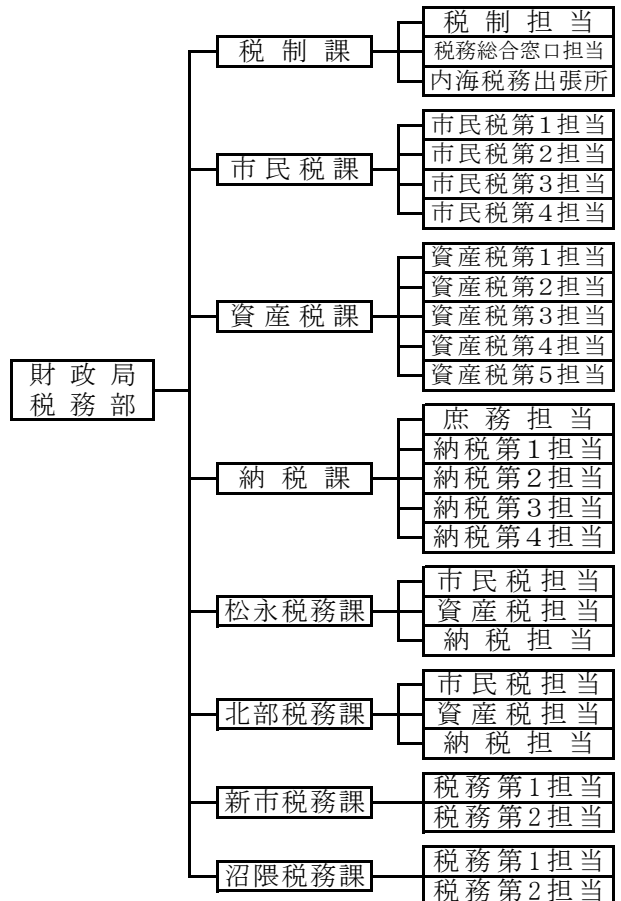 財政局
税務部
税制課
税制担当
税務総合窓口担当
内海税務出張所
市民税課
市民税第1担当
市民税第2担当
市民税第3担当
市民税第4担当
資産税課
資産税第1担当
資産税第2担当
資産税第3担当
資産税第4担当
資産税第5担当
納税課
庶務担当
納税第1担当
納税第2担当
納税第3担当
納税第4担当
松永税務課
市民税担当
資産税担当
納税担当
北部税務課
市民税担当
資産税担当
納税担当
新市税務課
税務第1担当
税務第2担当
沼隈税務課
税務第1担当
税務第2担当